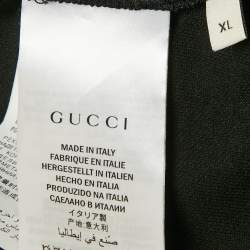 XL
GUCCI
MADE IN ITALY
FABRIQUE EN ITALIE
HERGESTELLT IN ITALIEN
HECHO EN ITALIA
PRODUZIDO NA ITALIA
СДЕЛАНО В ИТАЛИИ
イタリア製
产地:意大利
صنع في إيطاليا